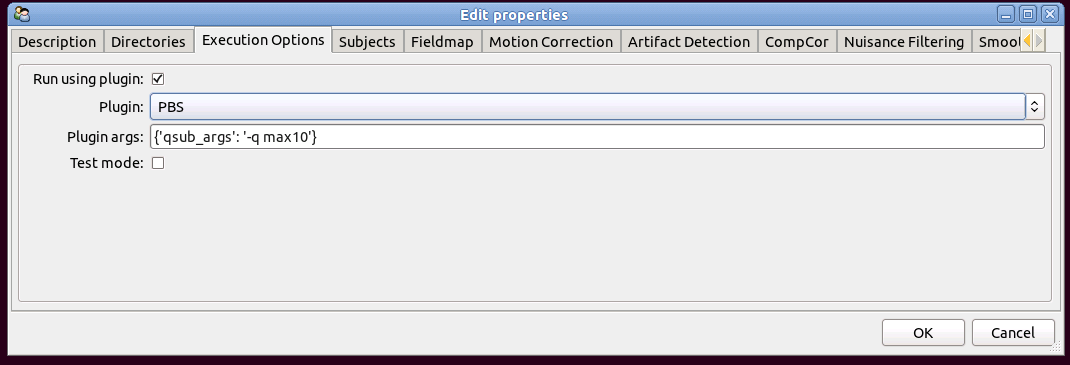 Edit properties
Description Directories Execution Options Subjects Fieldmap Motion Correction Artifact Detection CompCor Nuisance Filtering
Run using plugin:
Plugin: PBS
Plugin args: {'qsub_args': '-q max10'}
Test mode:
OK Cancel